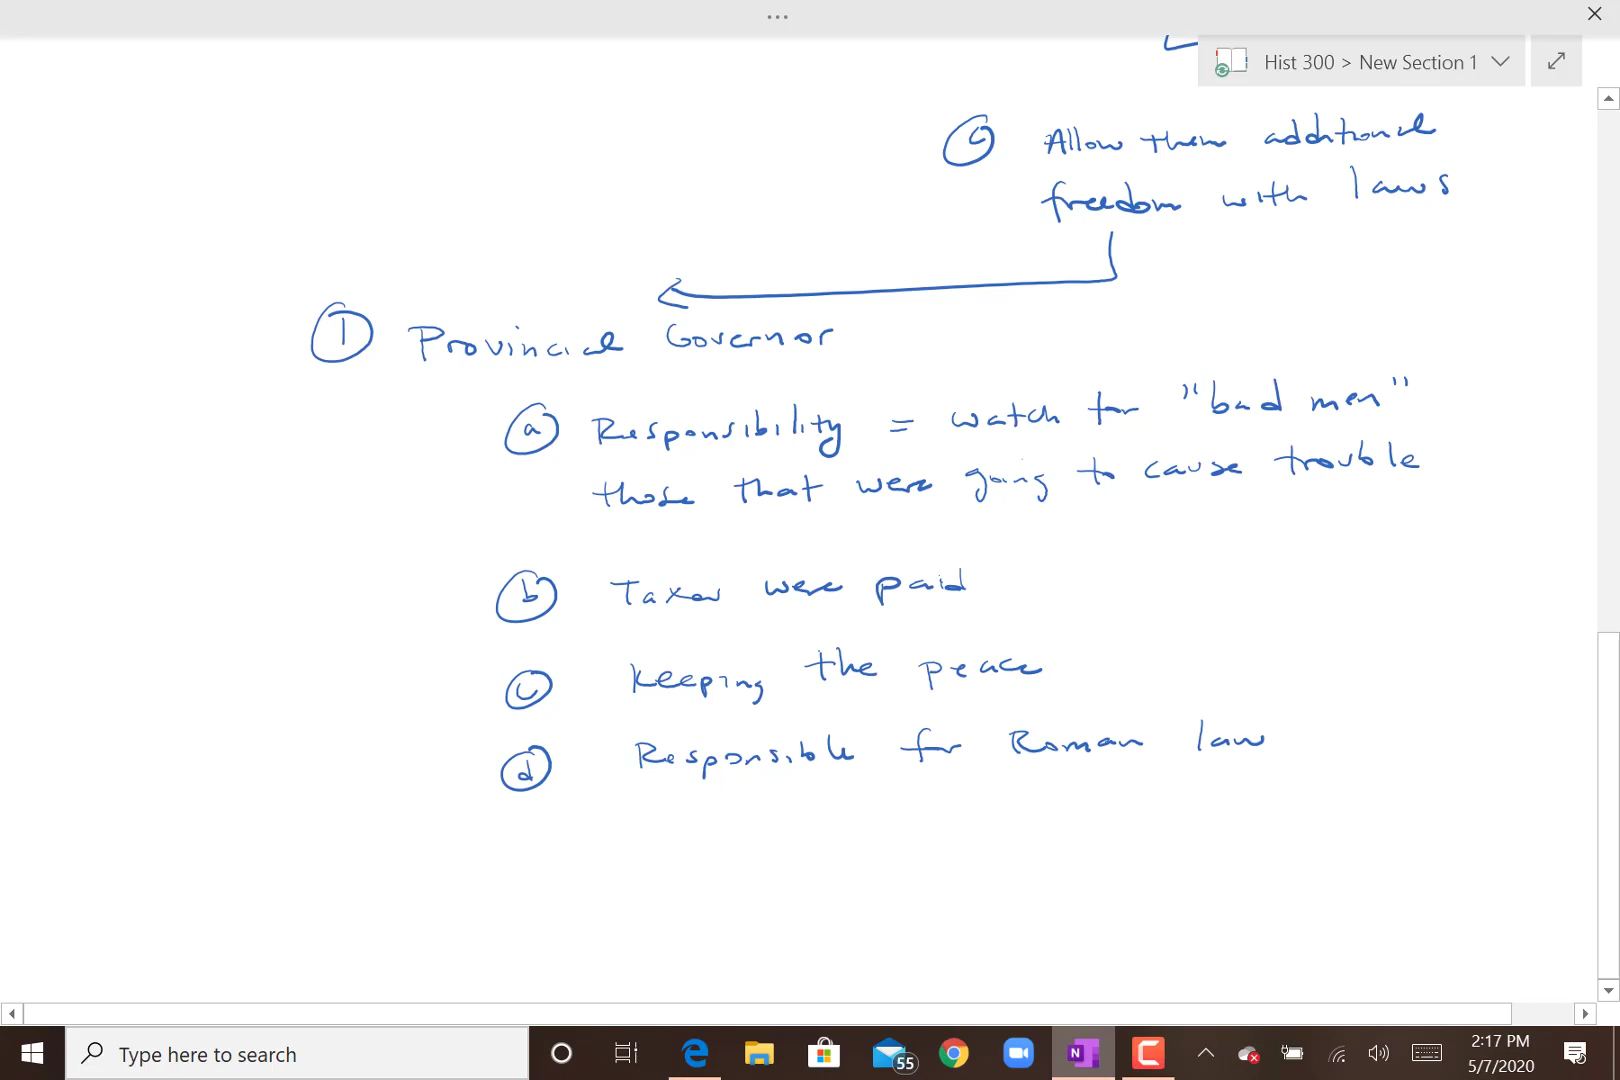 Hist 300 > New Section 1
c Allow them additional
freedom with laws
1 Provincial Governor
a Responsibility = watch for "bad men"
those that were going to cause trouble
b Taxes were paid
c Keeping the peace
d Responsible for Roman law
Type here to search
55
N
2:17 PM
5/7/2020